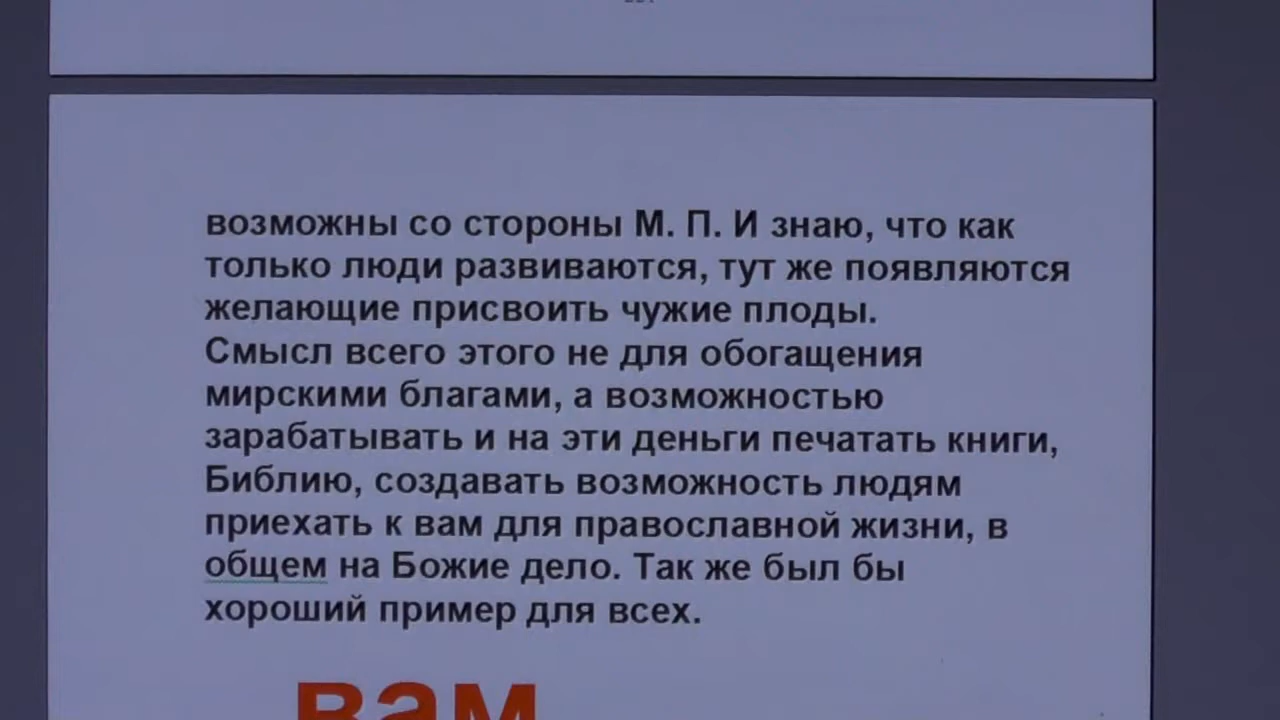 возможны со стороны М. П. И знаю, что как
только люди развиваются, тут же появляются
желающие присвоить чужие плоды.
Смысл всего этого не для обогащения
мирскими благами, а возможностью
зарабатывать и на эти деньги печатать книги,
Библию, создавать возможность людям
приехать к вам для православной жизни, в
общем на Божие дело. Так же был бы
хороший пример для всех.
вам